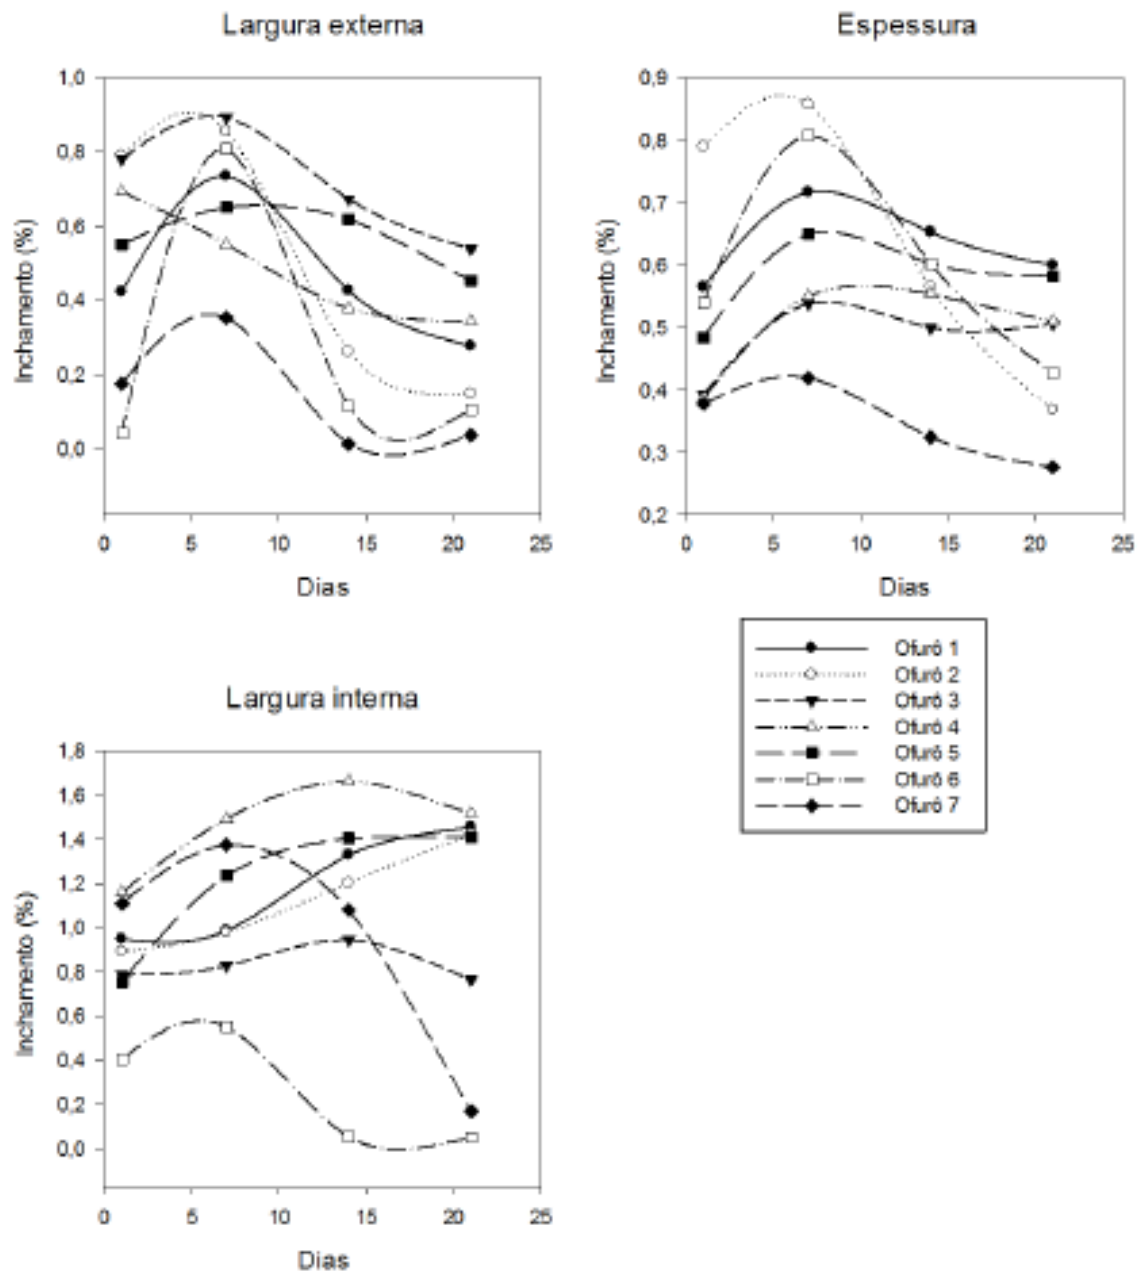 Largura externa
1,0
0,8
0,6
0,4
0,2
0,0
Inchamento (%)
0 5 10 15 20 25
Dias
Espessura
0,9
0,8
0,7
0,6
0,5
0,4
0,3
0,2
Inchamento (%)
0 5 10 15 20 25
Dias
Ofurô 1
Ofurô 2
Ofurô 3
Ofurô 4
Ofurô 5
Ofurô 6
Ofurô 7
Largura interna
1,8
1,6
1,4
1,2
1,0
0,8
0,6
0,4
0,2
0,0
Inchamento (%)
0 5 10 15 20 25
Dias